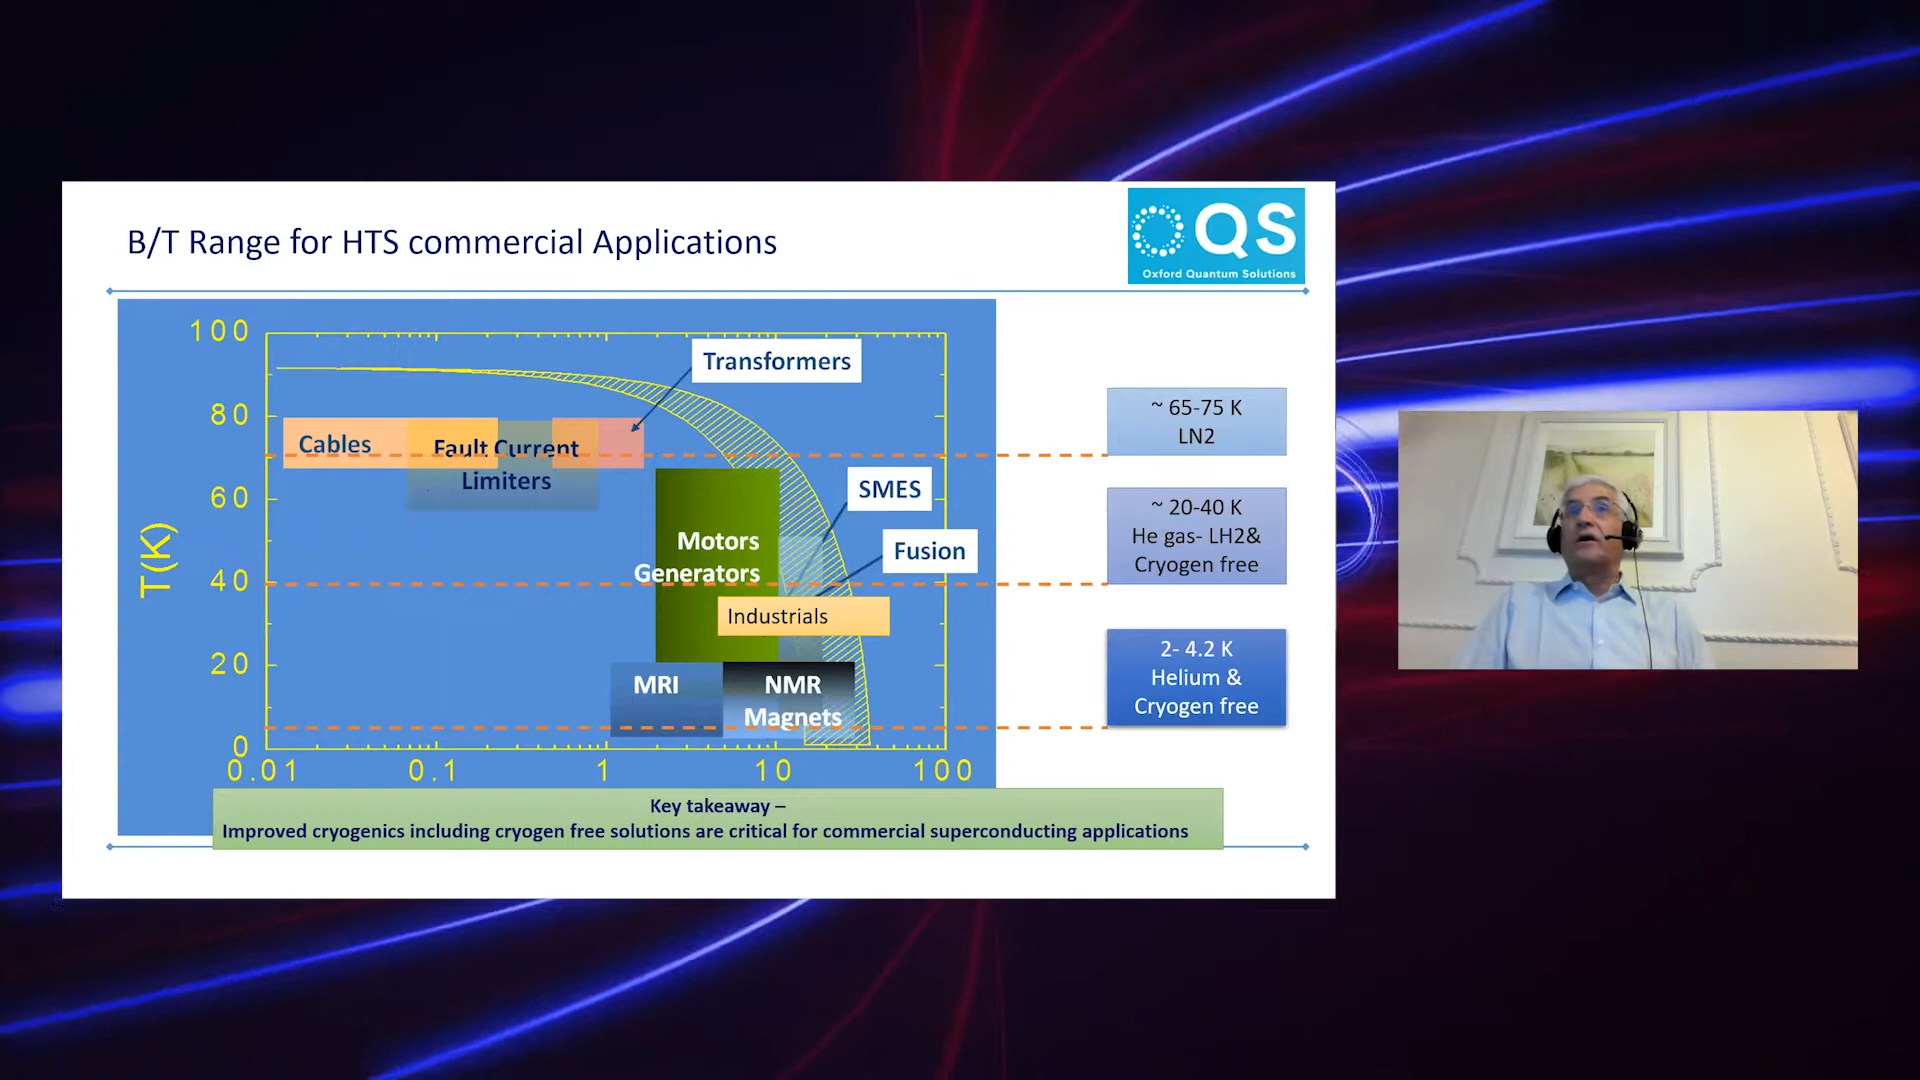 B/T Range for HTS commercial Applications
QS
Oxford Quantum Solutions
100
80
60
40
20
0
T(K)
0.01
0.1
1
10
100
Transformers
Cables
Fault Current
Limiters
SMES
Fusion
Motors
Generators
Industrials
MRI
NMR
Magnets
~ 65-75 K
LN2
~ 20-40 K
He gas- LH2&
Cryogen free
2- 4.2 K
Helium &
Cryogen free
Key takeaway –
Improved cryogenics including cryogen free solutions are critical for commercial superconducting applications